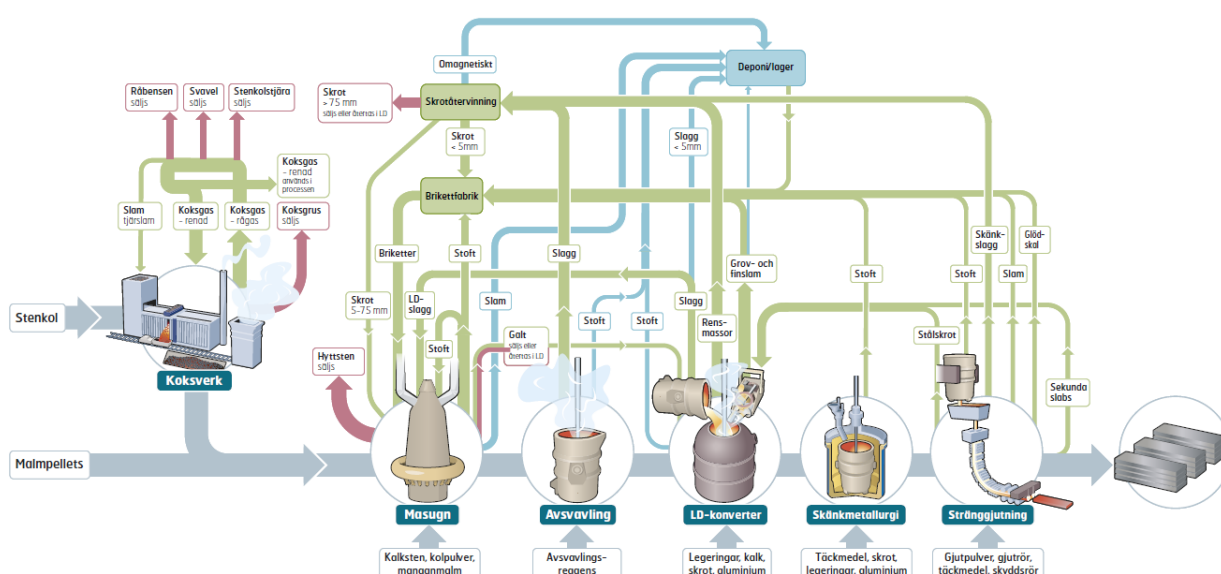 Omagnetiskt
Deponi/lager
Råbensen
säljs
Svavel
säljs
Stenkolstjära
säljs
Skrot
> 75 mm
säljs eller återas i LD
Skrotåtervinning
Skrot
< 5mm
Slagg
< 5mm
Koksgas
- renad
används i
processen
Brikettfabrik
Slam
tjärslam
Koksgas
- renad
Koksgas
- rågas
Koksgrus
säljs
Briketter
Stoft
Slagg
Grov- och
finslam
Stoft
Stoft
Skänk-
slagg
Slam
Glöd-
skal
Skrot
5-75 mm
LD-
slagg
Slam
Stoft
Stoft
Slagg
Rens-
massor
Stenkol
Stoft
Galt
säljs eller
återas i LD
Stålskrot
Hyttsten
säljs
Sekunda
slabs
Koksverk
Malmpellets
Masugn
Avsvavling
LD-konverter
Skänkmetallurgi
Stränggjutning
Kalksten, kolpulver,
manganmalm
Avsvavlings-
reagens
Legeringar, kalk,
skrot, aluminium
Täckmedel, skrot,
legeringar, aluminium
Gjutpulver, gjutrör,
täckmedel, skyddsrör